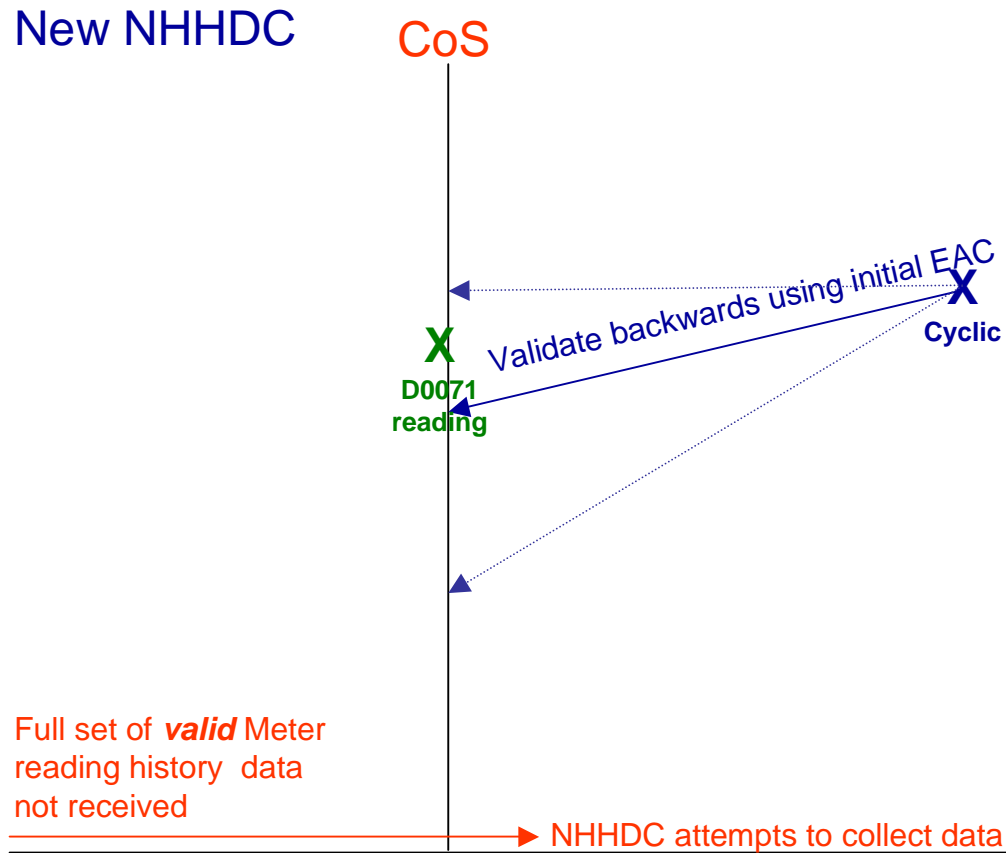 New NHHDC
CoS
Validate backwards using initial EAC
X
Cyclic
X
D0071
reading
Full set of valid Meter
reading history data
not received
NHHDC attempts to collect data